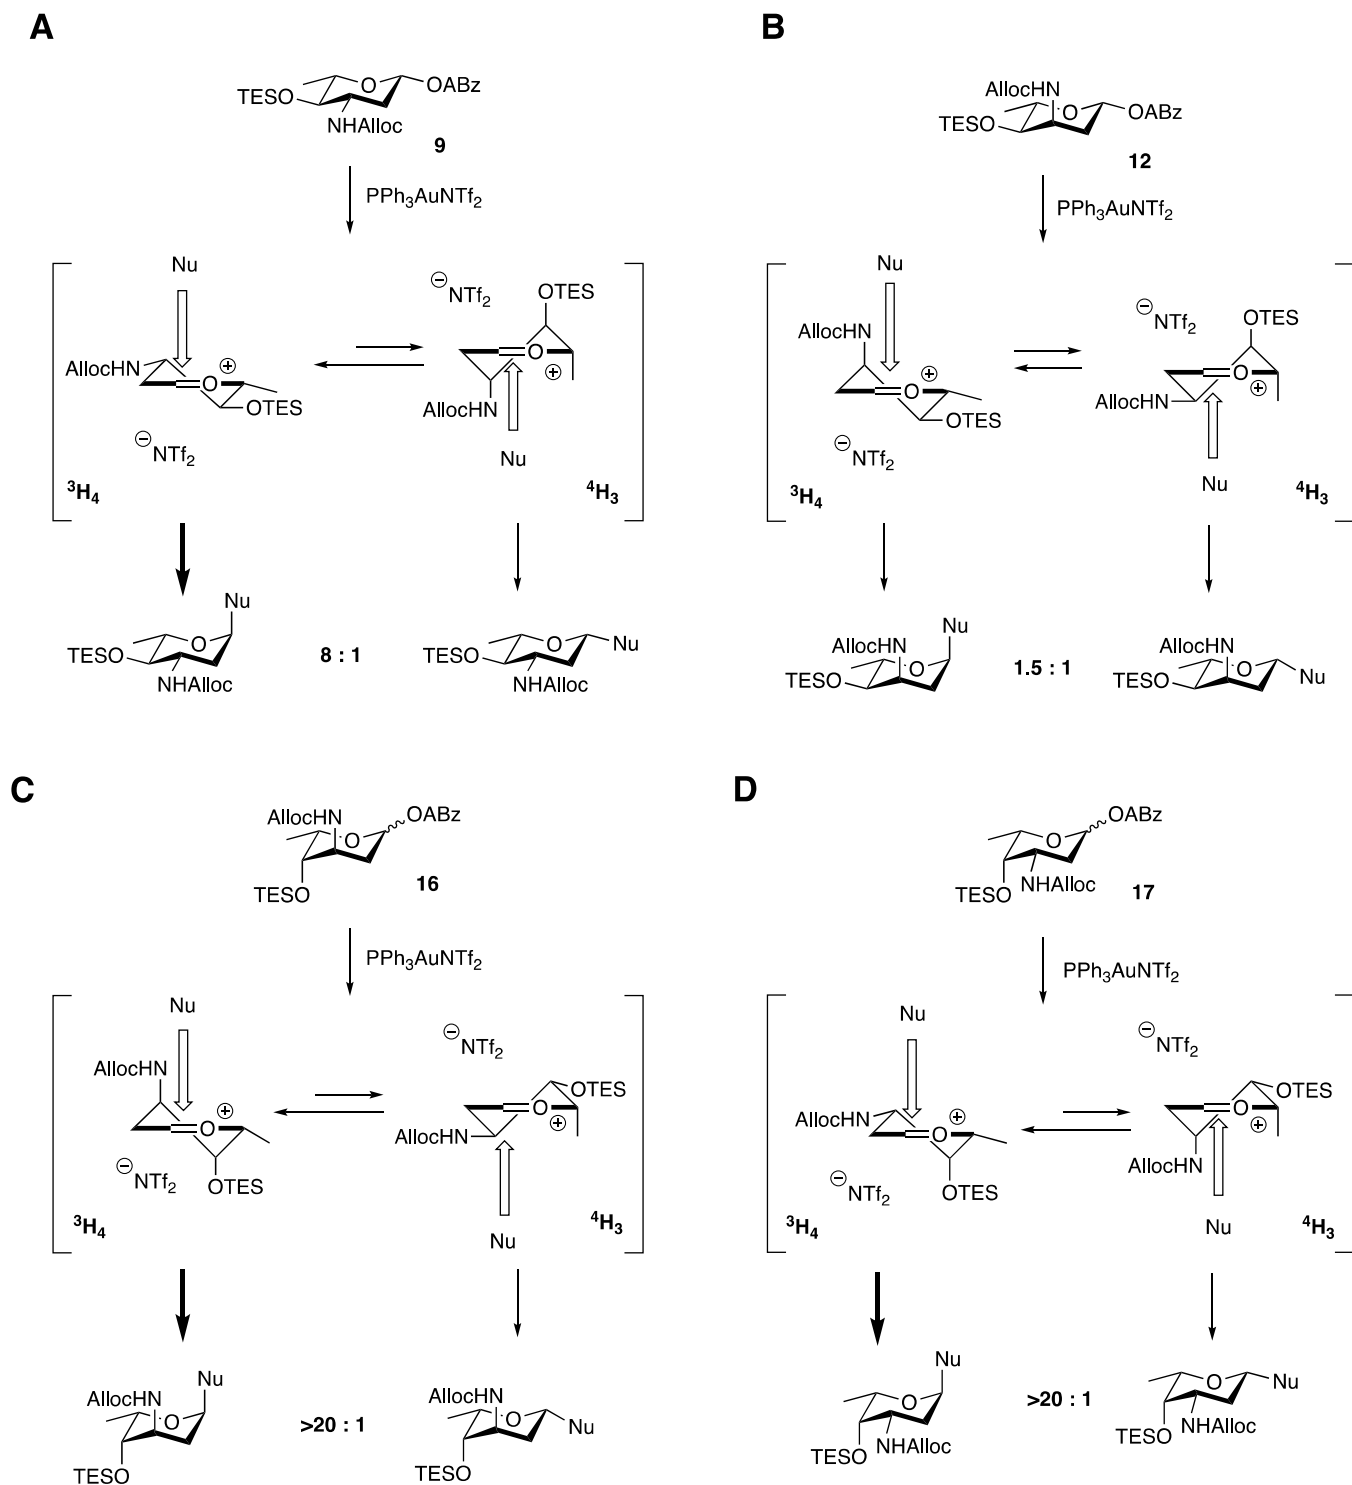 A
OABz
TESO
O
NHAlloc
9
PPh3AuNTf2
Nu
⊖NTf2
OTES
AllocHN
O
⊕
OTES
O
⊕
AllocHN
⊖NTf2
Nu
3H4
4H3
Nu
O
TESO
NHAlloc
8 : 1
O
Nu
TESO
NHAlloc
B
AllocHN
O
OABz
TESO
12
PPh3AuNTf2
Nu
⊖NTf2
OTES
AllocHN
⊕
O
OTES
O
⊕
AllocHN
⊖NTf2
Nu
3H4
4H3
AllocHN
Nu
O
TESO
1.5 : 1
AllocHN
O
Nu
TESO
C
AllocHN
OABz
O
TESO
16
PPh3AuNTf2
Nu
⊖NTf2
AllocHN
⊕
O
OTES
OTES
O
⊕
AllocHN
⊖NTf2
3H4
4H3
Nu
AllocHN
Nu
O
TESO
>20 : 1
AllocHN
O
Nu
TESO
D
OABz
O
NHAlloc
TESO
17
PPh3AuNTf2
Nu
⊖NTf2
AllocHN
⊕
O
OTES
OTES
O
⊕
AllocHN
⊖NTf2
3H4
4H3
Nu
Nu
O
TESO
NHAlloc
>20 : 1
O
Nu
TESO
NHAlloc